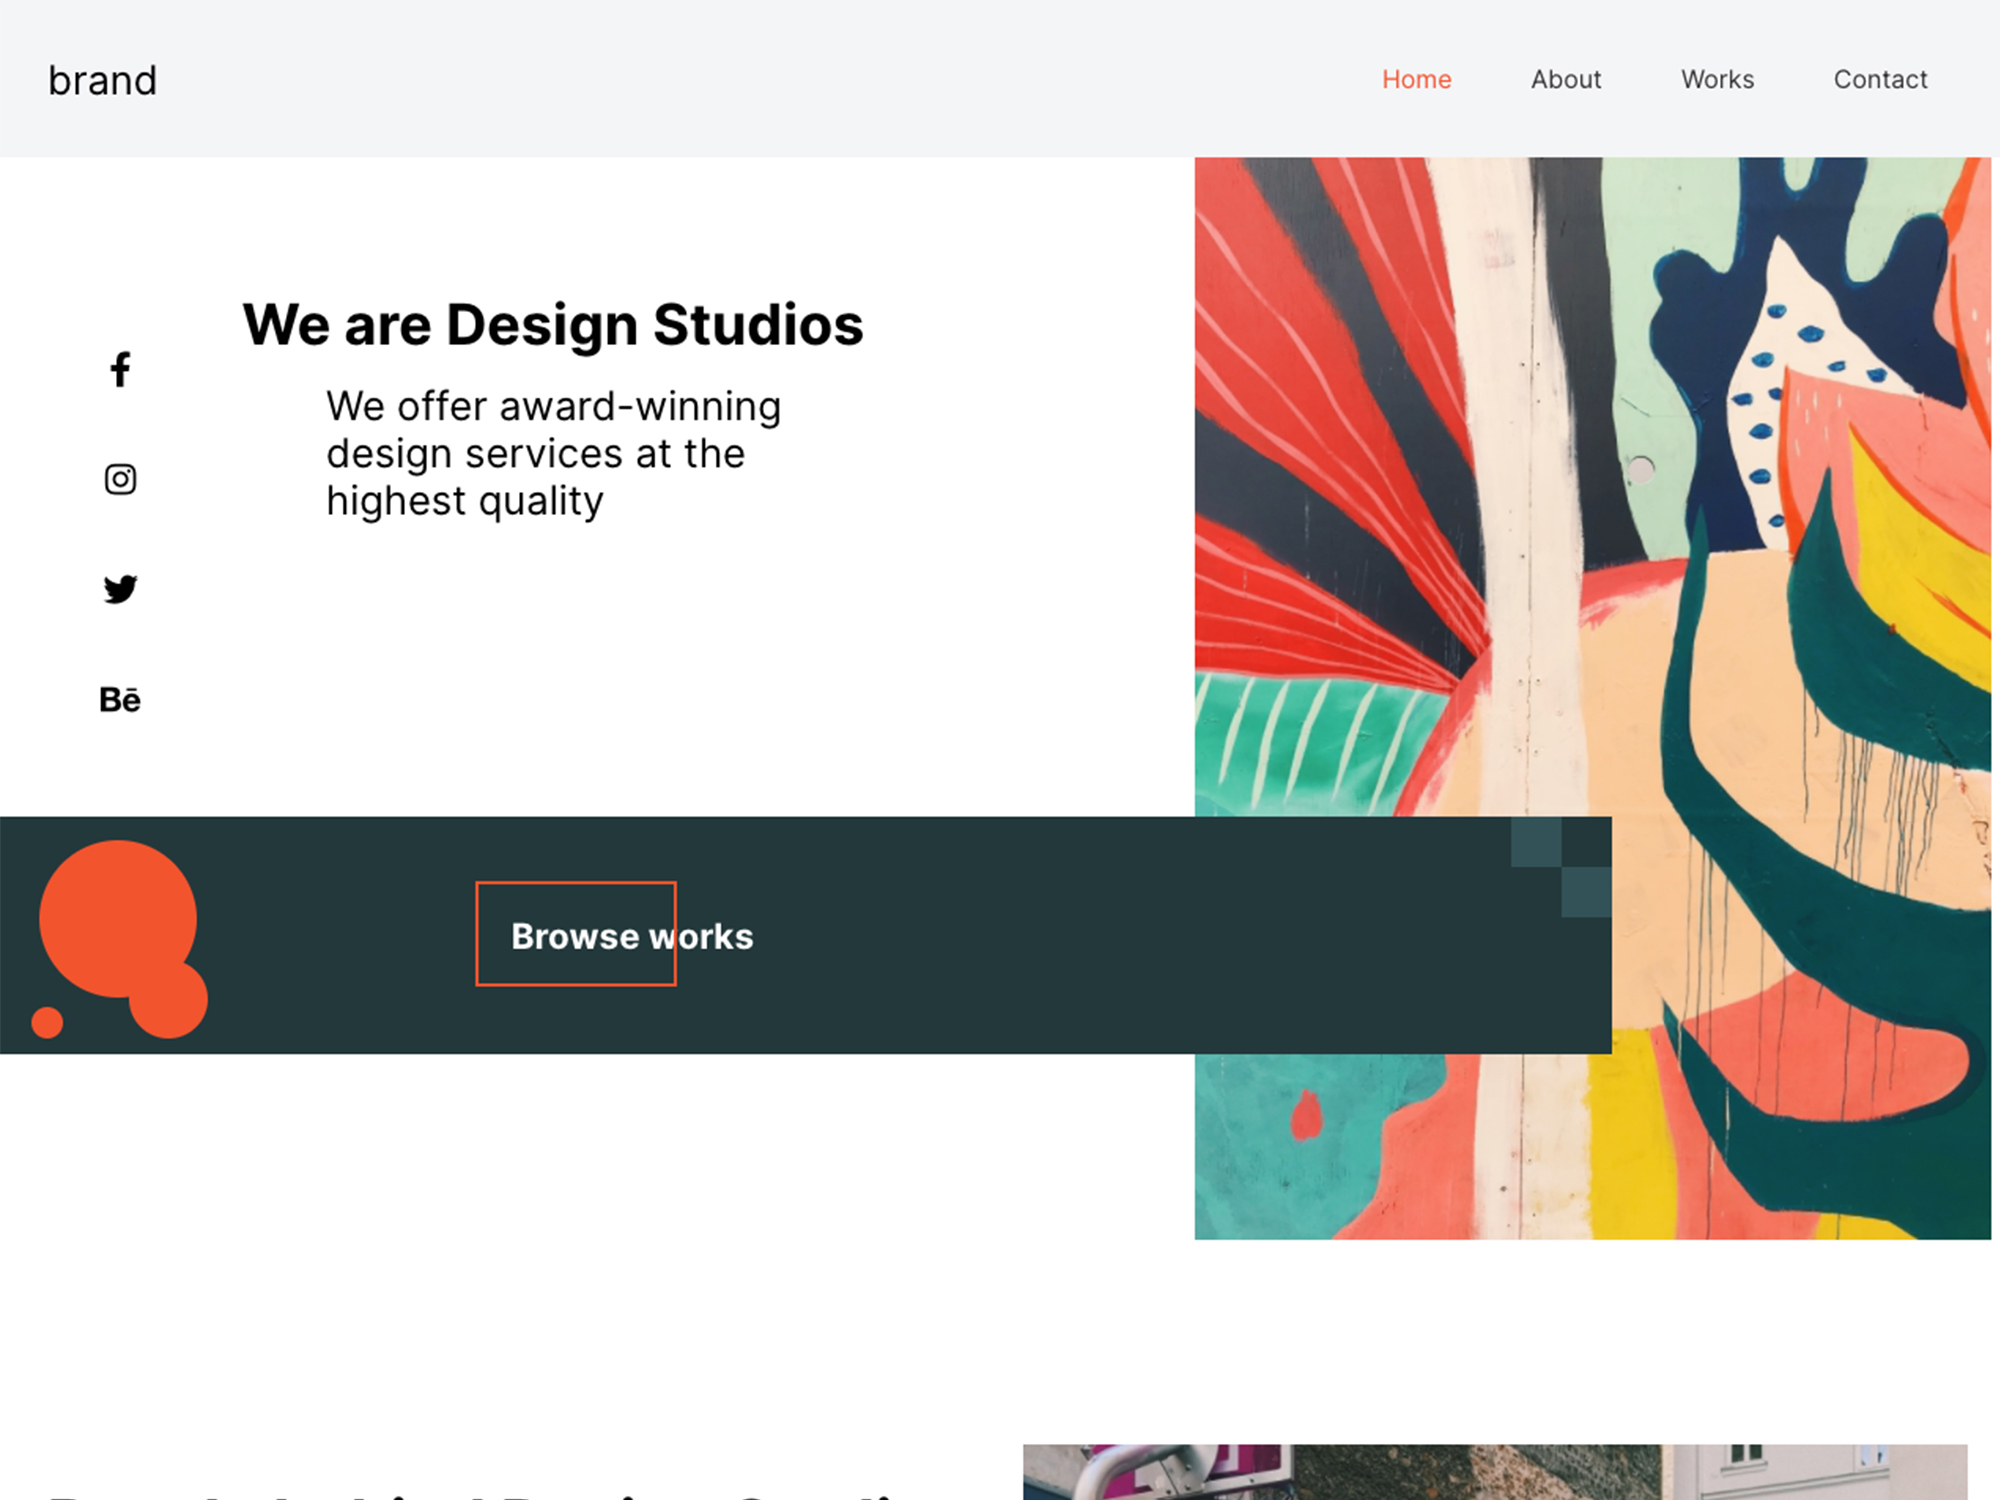 brand
Home About Works Contact
We are Design Studios
We offer award-winning
design services at the
highest quality
Bē
Browse works